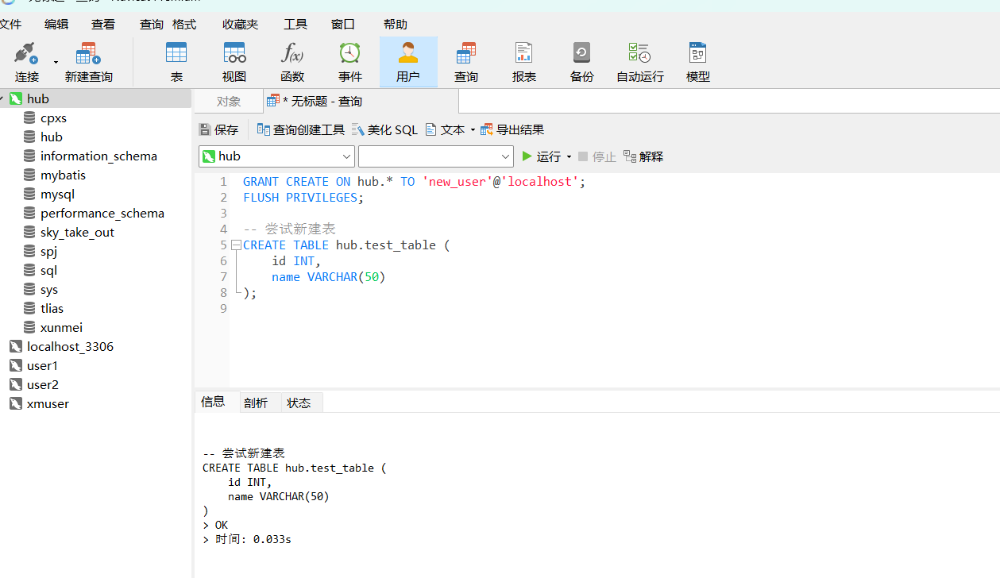 文件 编辑 查看 查询 格式 收藏夹 工具 窗口 帮助
连接 新建查询 表 视图 函数 事件 用户 查询 报表 备份 自动运行 模型
hub
cpxs
hub
information_schema
mybatis
mysql
performance_schema
sky_take_out
spj
sql
sys
tlias
xunmei
localhost_3306
user1
user2
xmuser
对象 * 无标题 - 查询
保存 查询创建工具 美化 SQL 文本 导出结果
hub 运行 停止 解释
1 GRANT CREATE ON hub.* TO 'new_user'@'localhost';
2 FLUSH PRIVILEGES;
3
4 -- 尝试新建表
5 CREATE TABLE hub.test_table (
6 id INT,
7 name VARCHAR(50)
8 );
9
信息 剖析 状态
-- 尝试新建表
CREATE TABLE hub.test_table (
id INT,
name VARCHAR(50)
)
> OK
> 时间: 0.033s